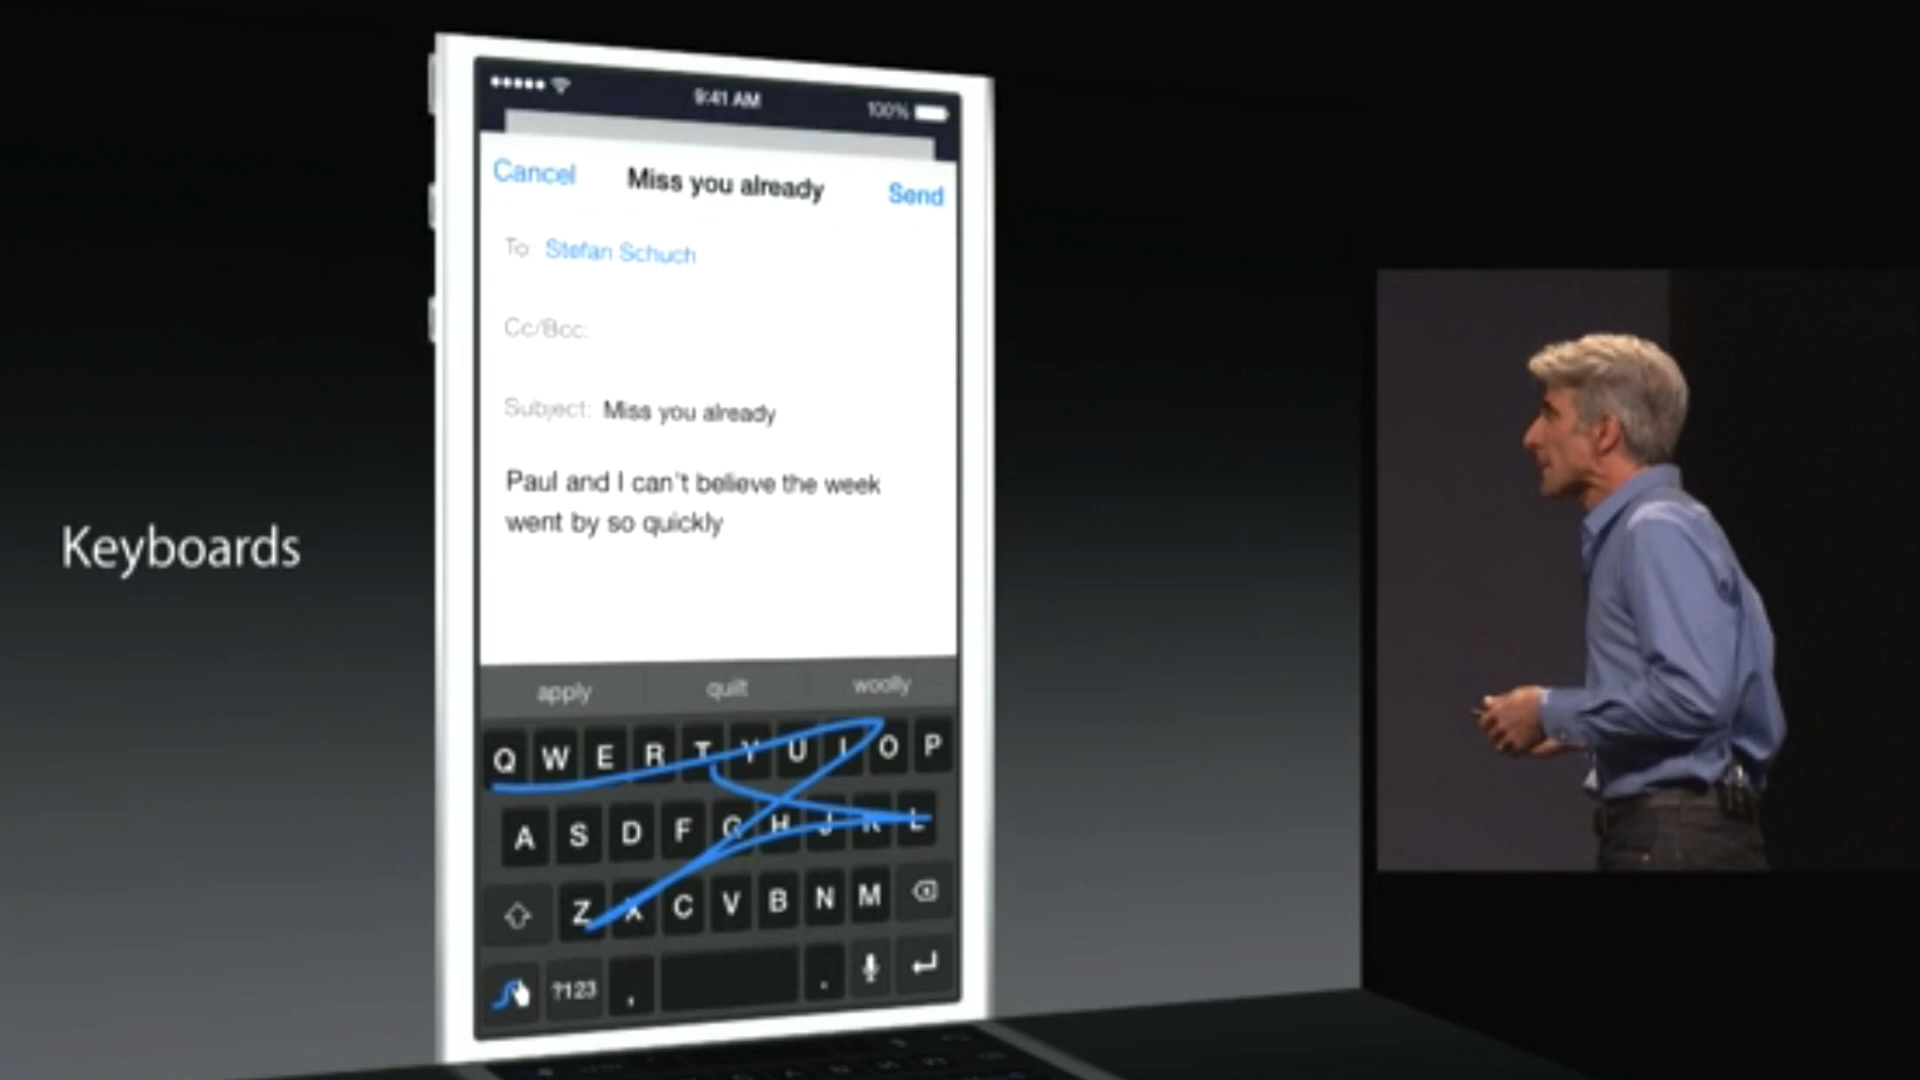 Keyboards
9:41 AM 100%
Cancel Miss you already Send
To: Stefan Schuch
Cc/Bcc:
Subject: Miss you already
Paul and I can't believe the week
went by so quickly
apply quilt woolly
Q W E R T Y U I O P
A S D F G H J K L
Z X C V B N M
?123 , .